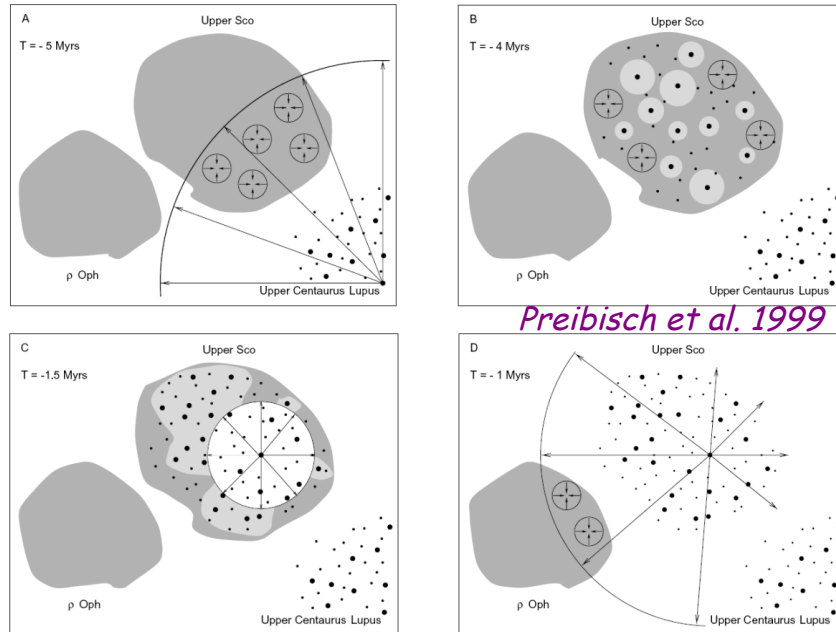 A
Upper Sco
T = - 5 Myrs
ρ Oph
Upper Centaurus Lupus
B
Upper Sco
T = - 4 Myrs
ρ Oph
Upper Centaurus Lupus
Preibisch et al. 1999
C
Upper Sco
T = -1.5 Myrs
ρ Oph
Upper Centaurus Lupus
D
Upper Sco
T = - 1 Myrs
ρ Oph
Upper Centaurus Lupus